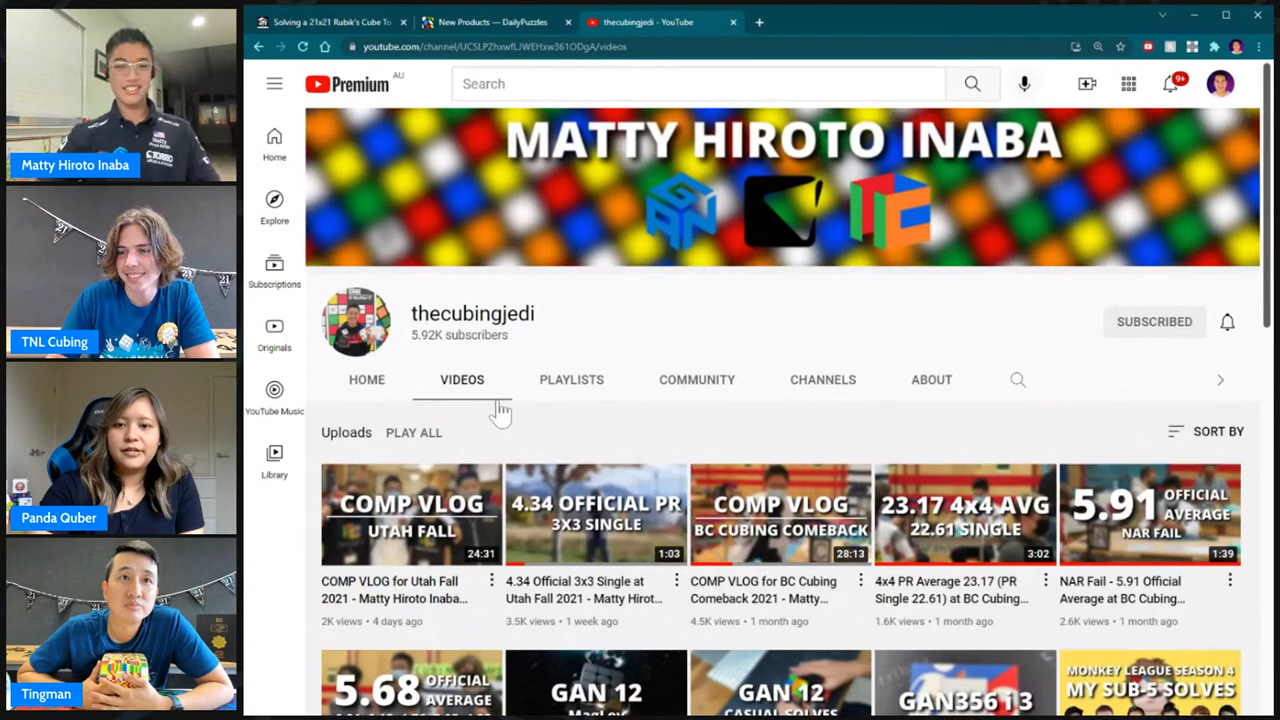 Matty Hiroto Inaba
TNL Cubing
Panda Quber
Tingman
21
21
21
Solving a 21x21 Rubik's Cube To
New Products — DailyPuzzles
thecubingjedi - YouTube
youtube.com/channel/UCSLPZhxwfLJWEHxw361ODgA/videos
Premium AU
Search
9+
Home
Explore
Subscriptions
Originals
YouTube Music
Library
MATTY HIROTO INABA
GAN
TC
thecubingjedi
5.92K subscribers
SUBSCRIBED
HOME VIDEOS PLAYLISTS COMMUNITY CHANNELS ABOUT
Uploads PLAY ALL
SORT BY
COMP VLOG
UTAH FALL
24:31
COMP VLOG for Utah Fall
2021 - Matty Hiroto Inaba...
2K views • 4 days ago
4.34 OFFICIAL PR
3X3 SINGLE
1:03
4.34 Official 3x3 Single at
Utah Fall 2021 - Matty Hirot...
3.5K views • 1 week ago
COMP VLOG
BC CUBING COMEBACK
28:13
COMP VLOG for BC Cubing
Comeback 2021 - Matty...
4.5K views • 1 month ago
23.17 4x4 AVG
22.61 SINGLE
3:02
4x4 PR Average 23.17 (PR
Single 22.61) at BC Cubing...
1.6K views • 1 month ago
5.91 OFFICIAL
AVERAGE
NAR FAIL
1:39
NAR Fail - 5.91 Official
Average at BC Cubing...
2.6K views • 1 month ago
5.68 OFFICIAL
AVERAGE
GAN 12
GAN 12
CASUAL SOLVES
GAN356 i3
MONKEY LEAGUE SEASON 4
MY SUB-5 SOLVES